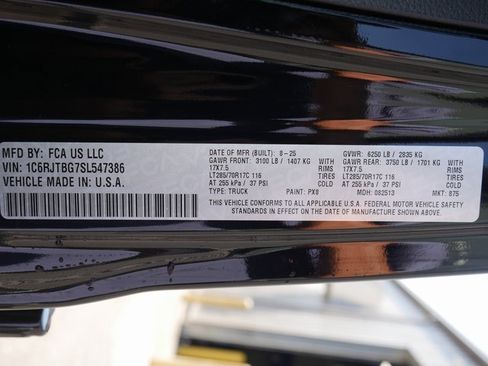 MFD BY: FCA US LLC
VIN: 1C6RJTBG7SL547386
VEHICLE MADE IN U.S.A.
DATE OF MFR (BUILT): 8-25 GVWR: 6250 LB / 2835 KG
GAWR FRONT: 3100 LB / 1407 KG WITH GAWR REAR: 3750 LB / 1701 KG WITH
17X7.5 RIMS 17X7.5 RIMS
LT285/70R17C 116 TIRES LT285/70R17C 116 TIRES
AT 255 kPa / 37 PSI COLD AT 255 kPa / 37 PSI COLD
TYPE: TRUCK PAINT: PX8 MDH: 082513 MKT: 875
THIS VEHICLE CONFORMS TO ALL APPLICABLE U.S.A. FEDERAL MOTOR VEHICLE SAFETY
STANDARDS IN EFFECT ON THE DATE OF MANUFACTURE SHOWN ABOVE.